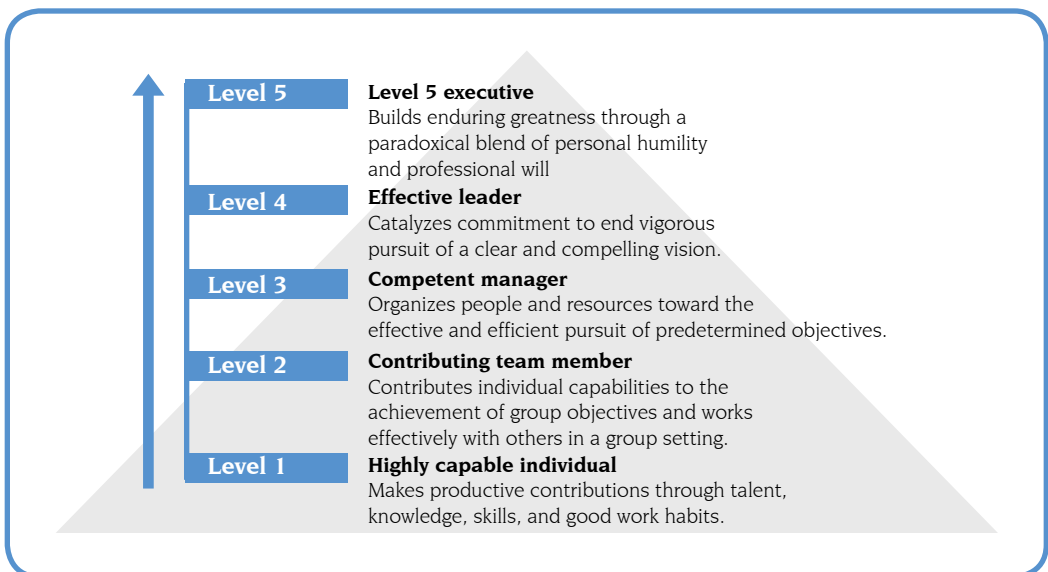 Level 5
Level 5 executive
Builds enduring greatness through a
paradoxical blend of personal humility
and professional will
Level 4
Effective leader
Catalyzes commitment to end vigorous
pursuit of a clear and compelling vision.
Level 3
Competent manager
Organizes people and resources toward the
effective and efficient pursuit of predetermined objectives.
Level 2
Contributing team member
Contributes individual capabilities to the
achievement of group objectives and works
effectively with others in a group setting.
Level 1
Highly capable individual
Makes productive contributions through talent,
knowledge, skills, and good work habits.